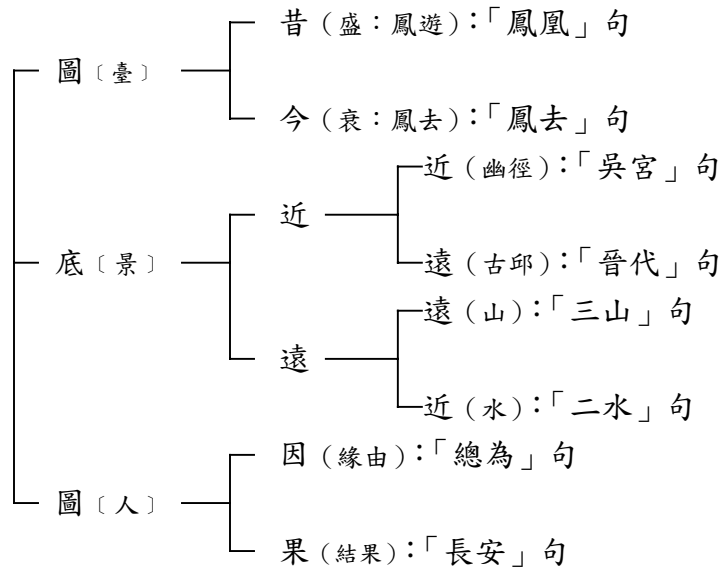 昔（盛：鳳遊）：「鳳凰」句
圖〔臺〕
今（衰：鳳去）：「鳳去」句
近（幽徑）：「吳宮」句
近
底〔景〕
遠（古邱）：「晉代」句
遠（山）：「三山」句
遠
近（水）：「二水」句
因（緣由）：「總為」句
圖〔人〕
果（結果）：「長安」句